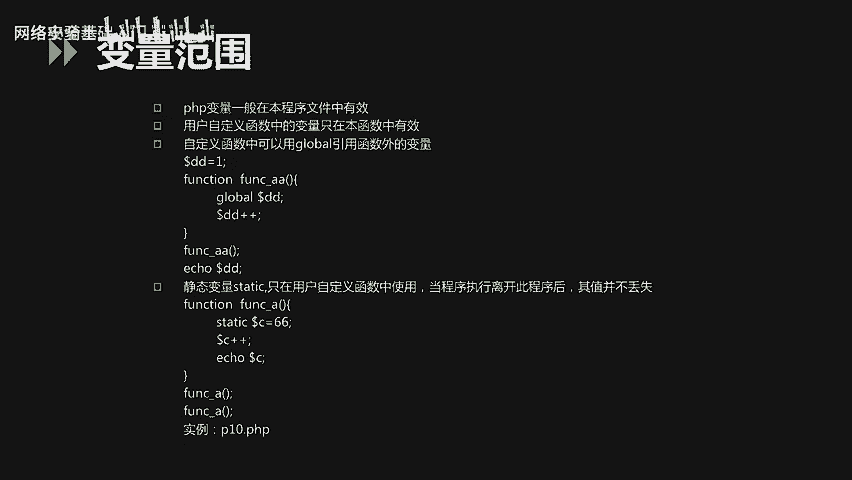 网络安全基础入门
变量范围
php变量一般在本程序文件中有效
用户自定义函数中的变量只在本函数中有效
自定义函数中可以用global引用函数外的变量
$dd=1;
function func_aa(){
global $dd;
$dd++;
}
func_aa();
echo $dd;
静态变量static,只在用户自定义函数中使用，当程序执行离开此程序后，其值并不丢失
function func_a(){
static $c=66;
$c++;
echo $c;
}
func_a();
func_a();
实例：p10.php